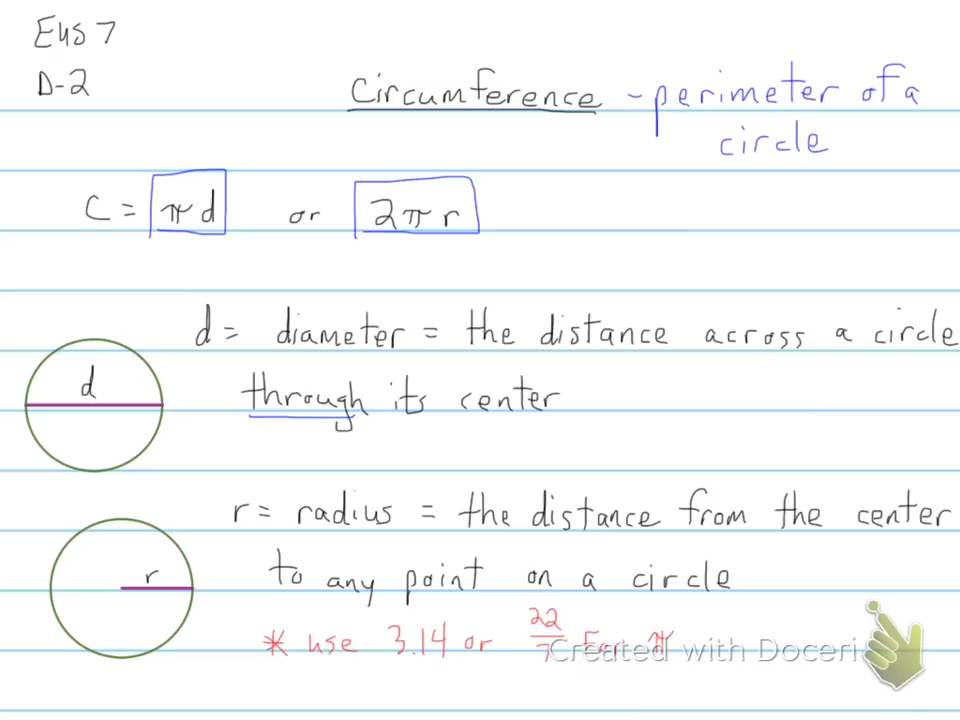 Eus 7
D-2
Circumference - perimeter of a
circle
C = πd or 2πr
d = diameter = the distance across a circle
d
through its center
r = radius = the distance from the center
r
to any point on a circle
* use 3.14 or 22/7 for π
Created with Doceri